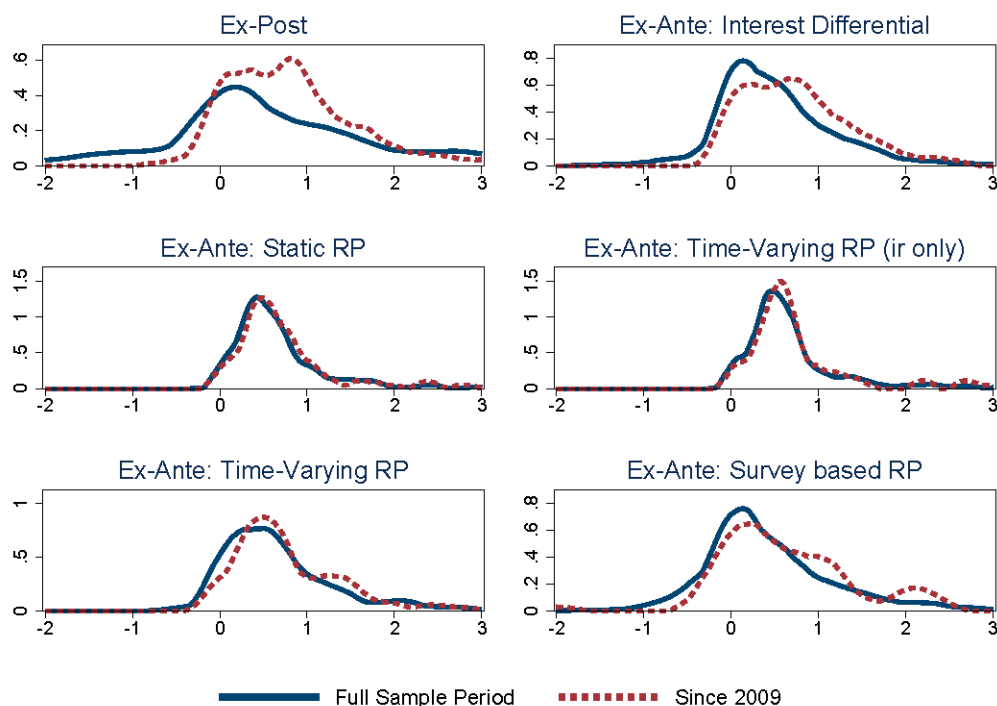 Ex-Post
Ex-Ante: Interest Differential
0 .2 .4 .6
-2 -1 0 1 2 3
0 .2 .4 .6 .8
-2 -1 0 1 2 3
Ex-Ante: Static RP
Ex-Ante: Time-Varying RP (ir only)
0 .5 1 1.5
-2 -1 0 1 2 3
0 .5 1 1.5
-2 -1 0 1 2 3
Ex-Ante: Time-Varying RP
Ex-Ante: Survey based RP
0 .5 1
-2 -1 0 1 2 3
0 .2 .4 .6 .8
-2 -1 0 1 2 3
Full Sample Period
Since 2009